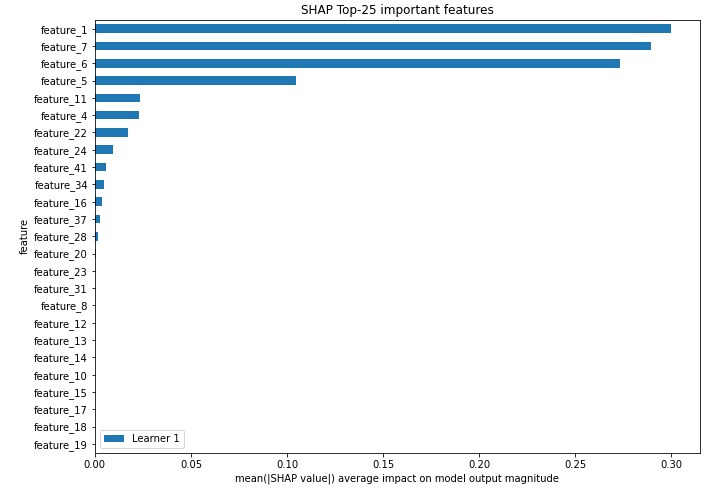 SHAP Top-25 important features
feature_1
feature_7
feature_6
feature_5
feature_11
feature_4
feature_22
feature_24
feature_41
feature_34
feature_16
feature_37
feature_28
feature_20
feature_23
feature_31
feature_8
feature_12
feature_13
feature_14
feature_10
feature_15
feature_17
feature_18
feature_19
feature
Learner 1
0.00 0.05 0.10 0.15 0.20 0.25 0.30
mean(|SHAP value|) average impact on model output magnitude